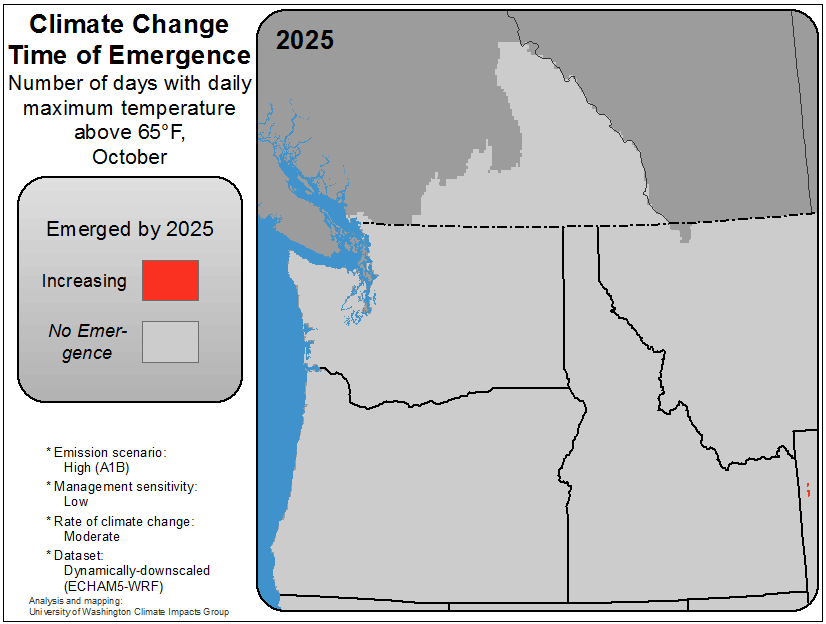 Climate Change
Time of Emergence
Number of days with daily
maximum temperature
above 65°F,
October
2025
Emerged by 2025
Increasing
No Emer-
gence
* Emission scenario:
High (A1B)
* Management sensitivity:
Low
* Rate of climate change:
Moderate
* Dataset:
Dynamically-downscaled
(ECHAM5-WRF)
Analysis and mapping:
University of Washington Climate Impacts Group